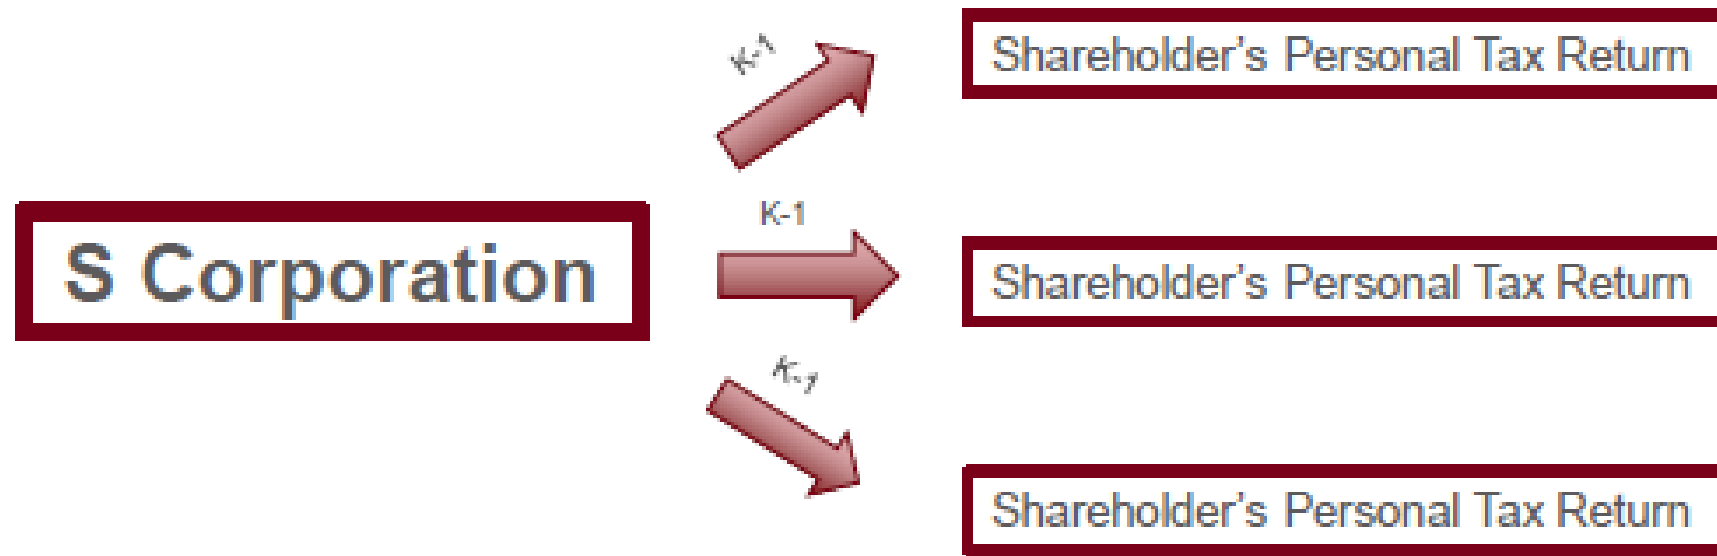 K-1
Shareholder's Personal Tax Return
S Corporation
K-1
Shareholder's Personal Tax Return
K-1
Shareholder's Personal Tax Return